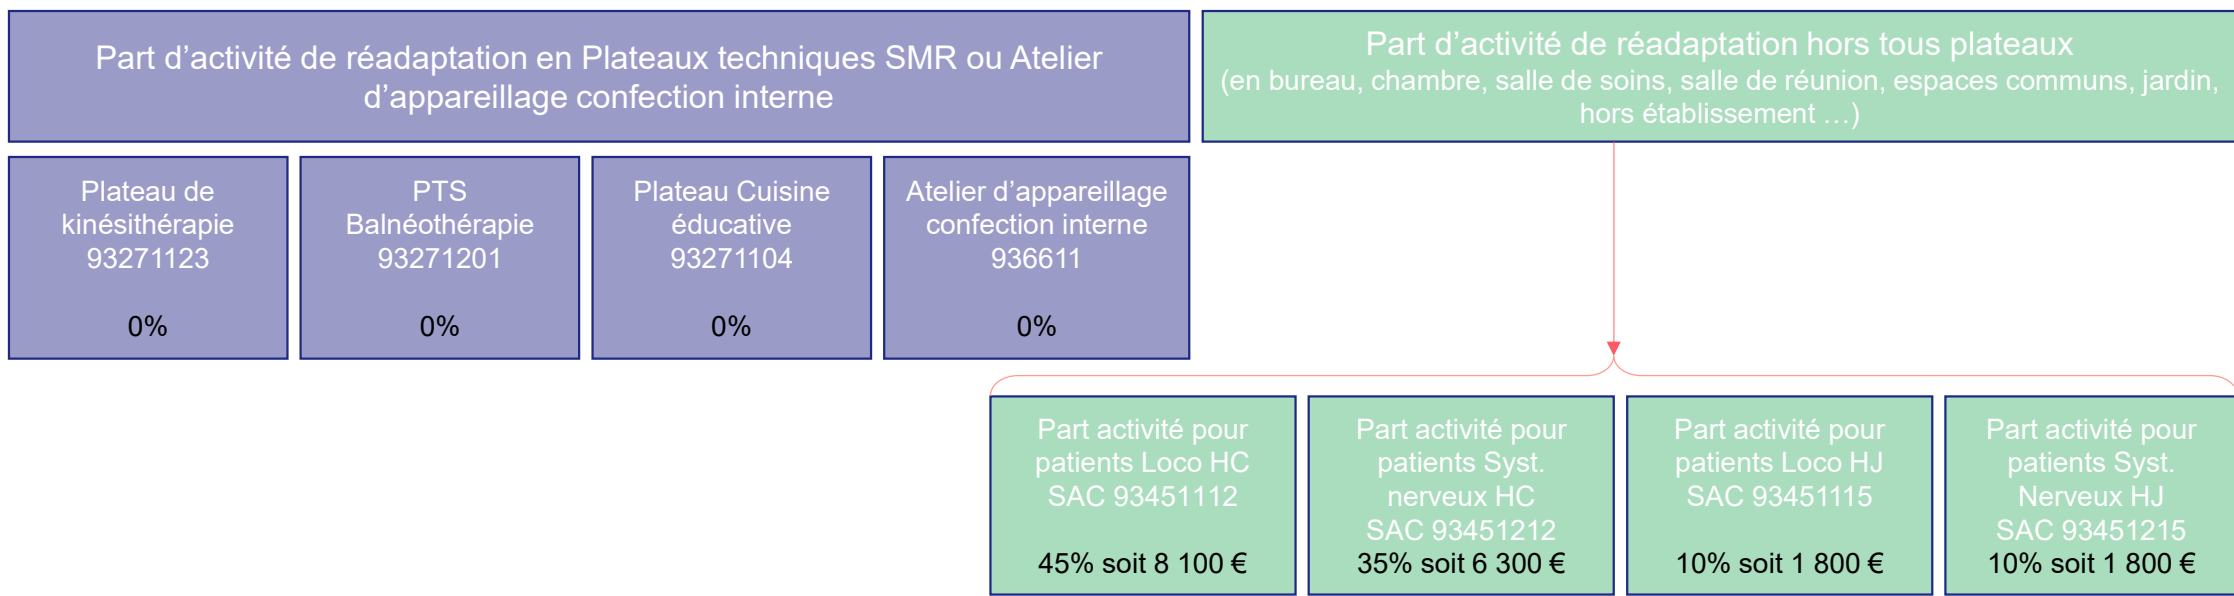 Part d’activité de réadaptation en Plateaux techniques SMR ou Atelier
d’appareillage confection interne
Part d’activité de réadaptation hors tous plateaux
(en bureau, chambre, salle de soins, salle de réunion, espaces communs, jardin,
hors établissement …)
Plateau de
kinésithérapie
93271123
0%
PTS
Balnéothérapie
93271201
0%
Plateau Cuisine
éducative
93271104
0%
Atelier d’appareillage
confection interne
936611
0%
Part activité pour
patients Loco HC
SAC 93451112
45% soit 8 100 €
Part activité pour
patients Syst.
nerveux HC
SAC 93451212
35% soit 6 300 €
Part activité pour
patients Loco HJ
SAC 93451115
10% soit 1 800 €
Part activité pour
patients Syst.
Nerveux HJ
SAC 93451215
10% soit 1 800 €